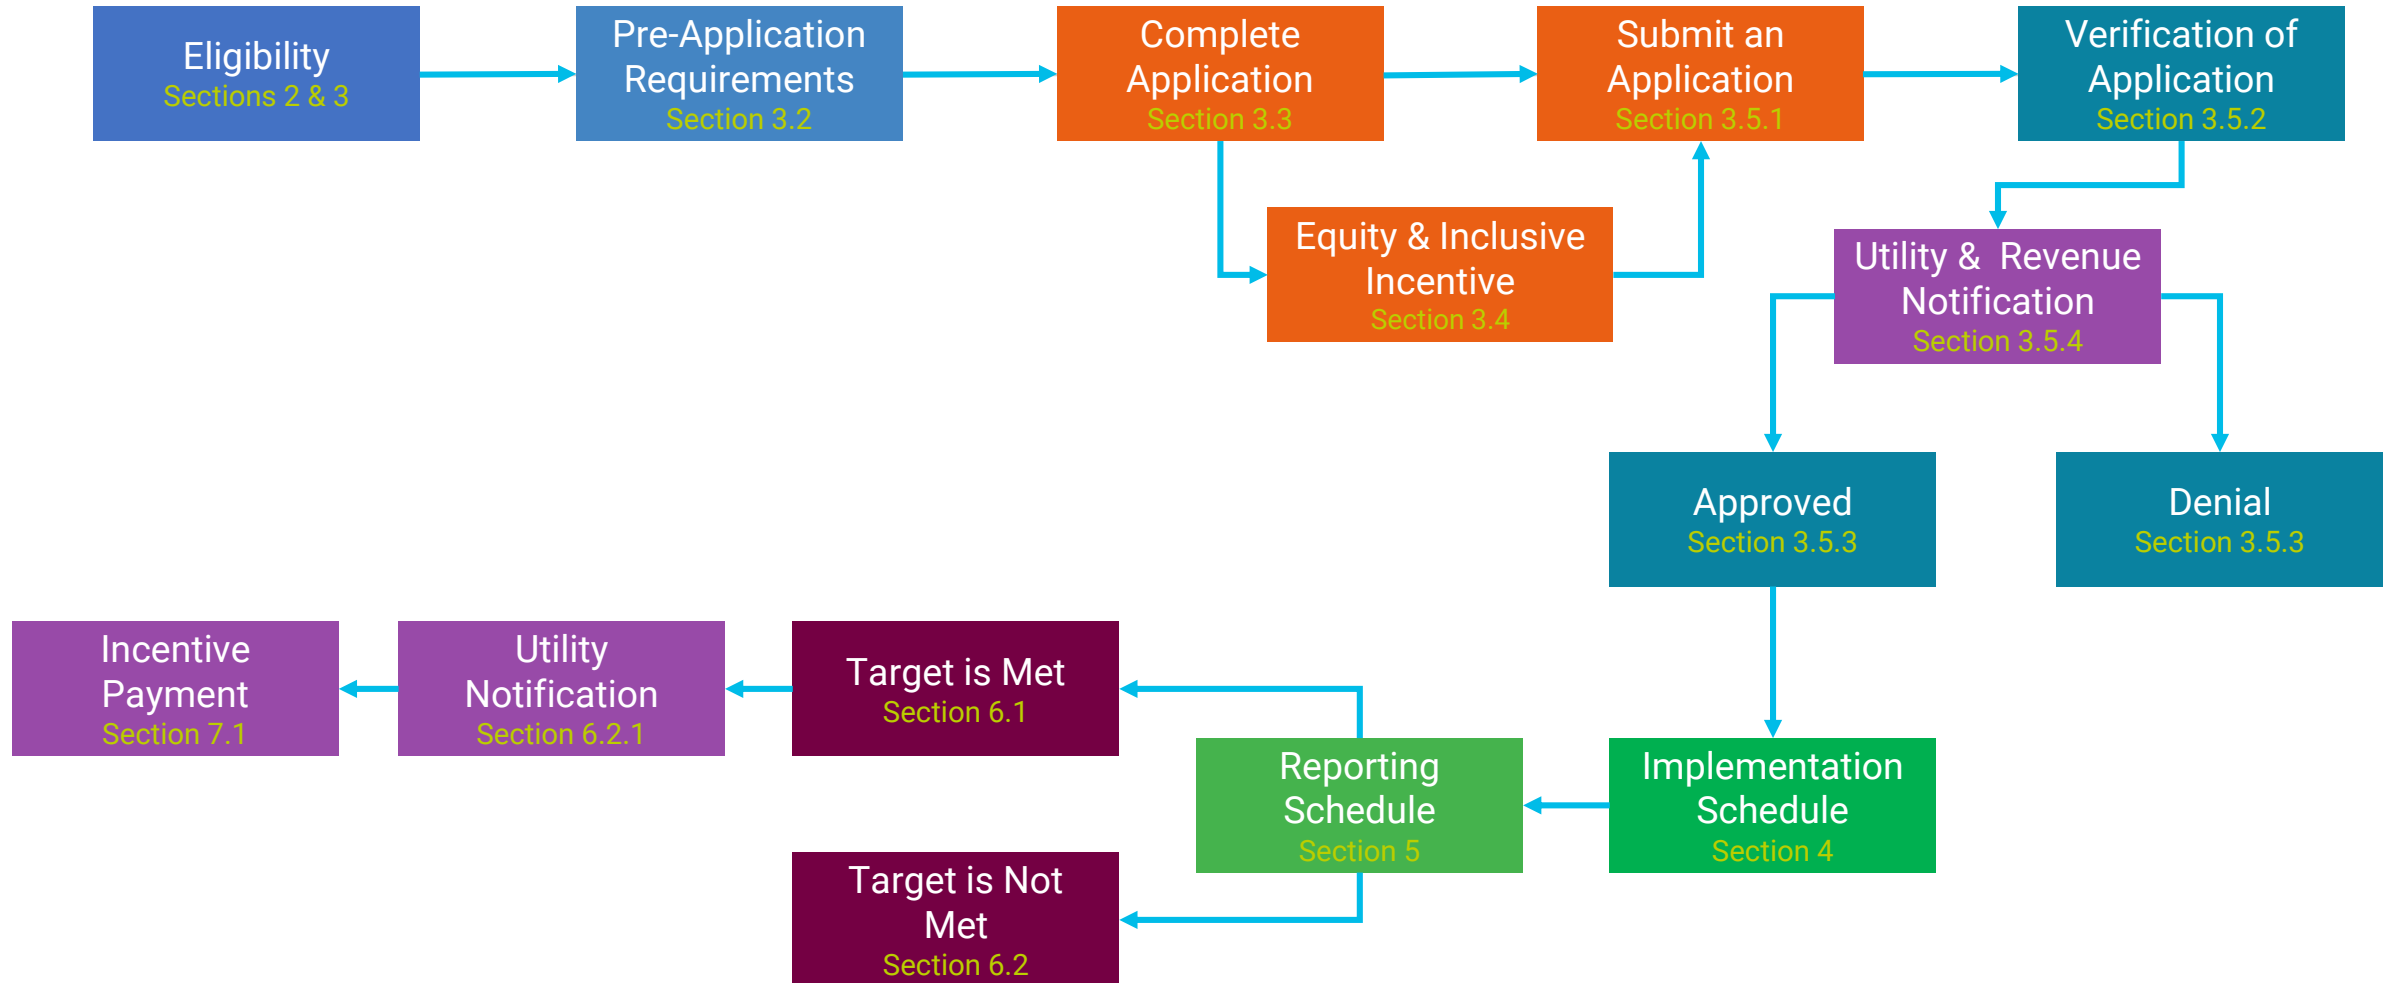 Eligibility
Sections 2 & 3
Pre-Application
Requirements
Section 3.2
Complete
Application
Section 3.3
Submit an
Application
Section 3.5.1
Verification of
Application
Section 3.5.2
Equity & Inclusive
Incentive
Section 3.4
Utility &  Revenue
Notification
Section 3.5.4
Approved
Section 3.5.3
Denial
Section 3.5.3
Incentive
Payment
Section 7.1
Utility
Notification
Section 6.2.1
Target is Met
Section 6.1
Reporting
Schedule
Section 5
Implementation
Schedule
Section 4
Target is Not
Met
Section 6.2